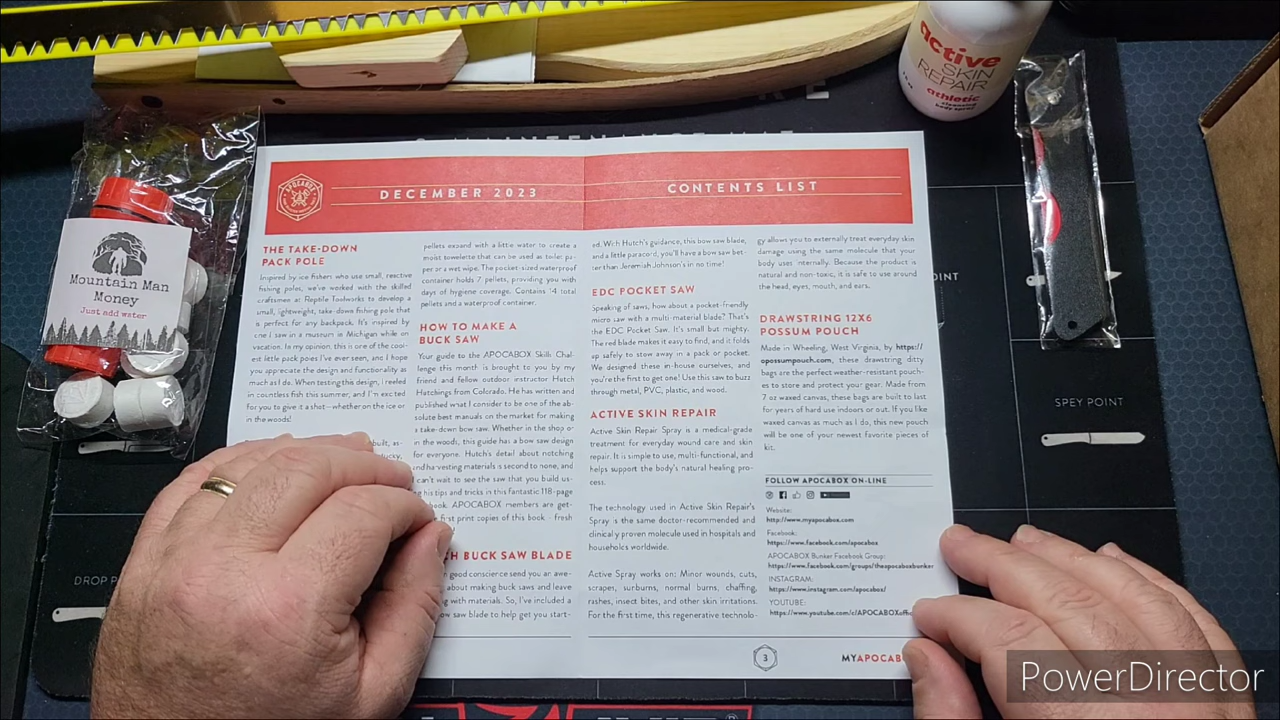 active
SKIN
REPAIR
athletic
cleansing
body spray
Mountain Man
Money
Just add water
APOCABOX
DECEMBER 2023
CONTENTS LIST
THE TAKE-DOWN
PACK POLE
Inspired by ice fishers who use small, reactive
fishing poles, we've worked with the skilled
craftsmen at Reptile Toolworks to develop a
small, lightweight, take-down fishing pole that
is perfect for any backpack. It's inspired by
one I saw in a museum in Michigan while on
vacation. In my opinion, this is one of the cool-
est little pack poles I've ever seen, and I hope
you appreciate the design and functionality as
much as I do. When testing this design, I reeled
in countless fish this summer, and I'm excited
for you to give it a shot—whether on the ice or
in the woods!
built, as-
pellets expand with a little water to create a
moist towelette that can be used as toilet pa-
per or a wet wipe. The pocket-sized waterproof
container holds 7 pellets, providing you with
days of hygiene coverage. Contains 14 total
pellets and a waterproof container.
HOW TO MAKE A
BUCK SAW
Your guide to the APOCABOX Skills Chal-
lenge this month is brought to you by my
friend and fellow outdoor instructor Hutch
Hutchings from Colorado. He has written and
published what I consider to be one of the ab-
solute best manuals on the market for making
a take-down bow saw. Whether in the shop or
in the woods, this guide has a bow saw design
for everyone. Hutch's detail about notching
and harvesting materials is second to none, and
can't wait to see the saw that you build us-
his tips and tricks in this fantastic 118-page
book. APOCABOX members are get-
first print copies of this book - fresh
BUCK SAW BLADE
good conscience send you an awe-
about making buck saws and leave
with materials. So, I've included a
saw blade to help get you start-
ed. With Hutch's guidance, this bow saw blade,
and a little paracord, you'll have a bow saw bet-
ter than Jeremiah Johnson's in no time!
EDC POCKET SAW
Speaking of saws, how about a pocket-friendly
micro saw with a multi-material blade? That's
the EDC Pocket Saw. It's small but mighty.
The red blade makes it easy to find, and it folds
up safely to stow away in a pack or pocket.
We designed these in-house ourselves, and
you're the first to get one! Use this saw to buzz
through metal, PVC, plastic, and wood.
ACTIVE SKIN REPAIR
Active Skin Repair Spray is a medical-grade
treatment for everyday wound care and skin
repair. It is simple to use, multi-functional, and
helps support the body's natural healing pro-
cess.
The technology used in Active Skin Repair's
Spray is the same doctor-recommended and
clinically proven molecule used in hospitals and
households worldwide.
Active Spray works on: Minor wounds, cuts,
scrapes, surburns, normal burns, chaffing,
rashes, insect bites, and other skin irritations.
For the first time, this regenerative technolo-
gy allows you to externally treat everyday skin
damage using the same molecule that your
body uses internally. Because the product is
natural and non-toxic, it is safe to use around
the head, eyes, mouth, and ears.
DRAWSTRING 12X6
POSSUM POUCH
Made in Wheeling, West Virginia, by https://
opossumpouch.com, these drawstring ditty
bags are the perfect weather-resistant pouch-
es to store and protect your gear. Made from
7 oz waxed canvas, these bags are built to last
for years of hard use indoors or out. If you like
waxed canvas as much as I do, this new pouch
will be one of your newest favorite pieces of
kit.
FOLLOW APOCABOX ON-LINE
Website:
http://www.myapocabox.com
Facebook:
https://www.facebook.com/apocabox
APOCABOX Bunker Facebook Group:
https://www.facebook.com/groups/theapocaboxbunker
INSTAGRAM:
https://www.instagram.com/apocabox/
YOUTUBE:
https://www.youtube.com/c/APOCABOX
3
MYAPOCAB
POINT
SPEY POINT
DROP P
PowerDirector